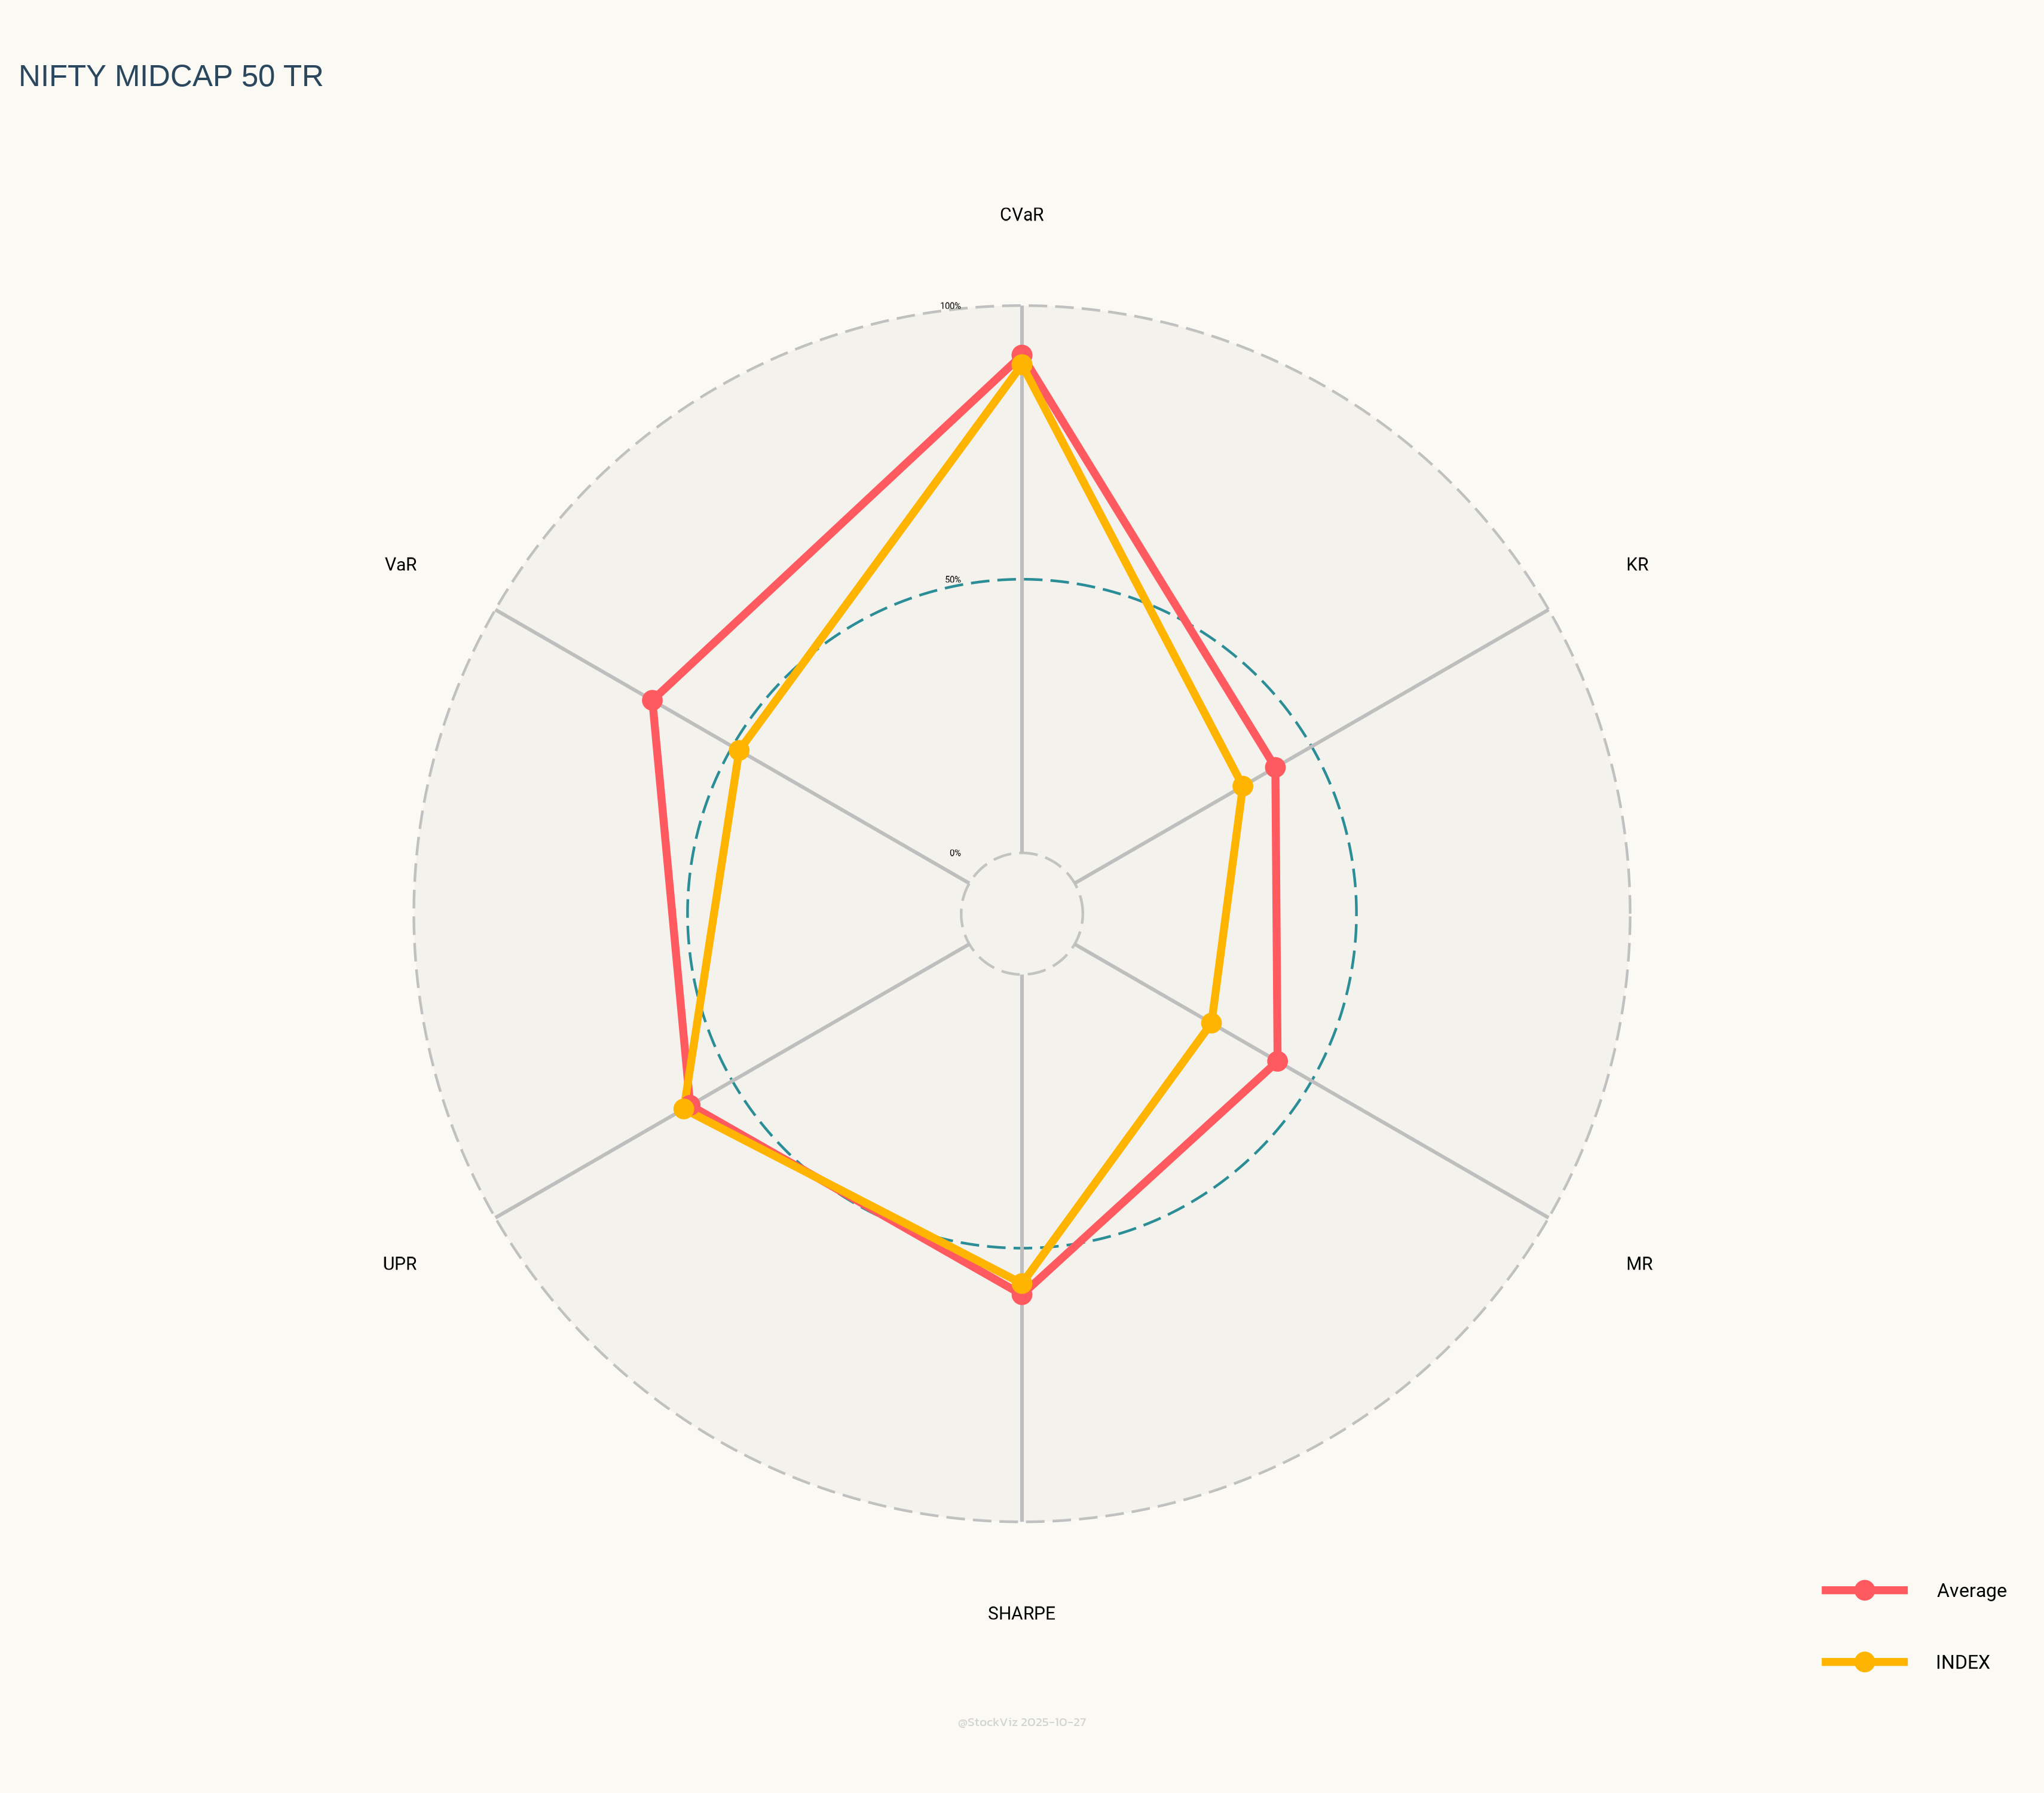 NIFTY MIDCAP 50 TR
CVaR
100%
VaR
KR
50%
0%
UPR
MR
SHARPE
Average
INDEX
@StockViz 2025-10-27